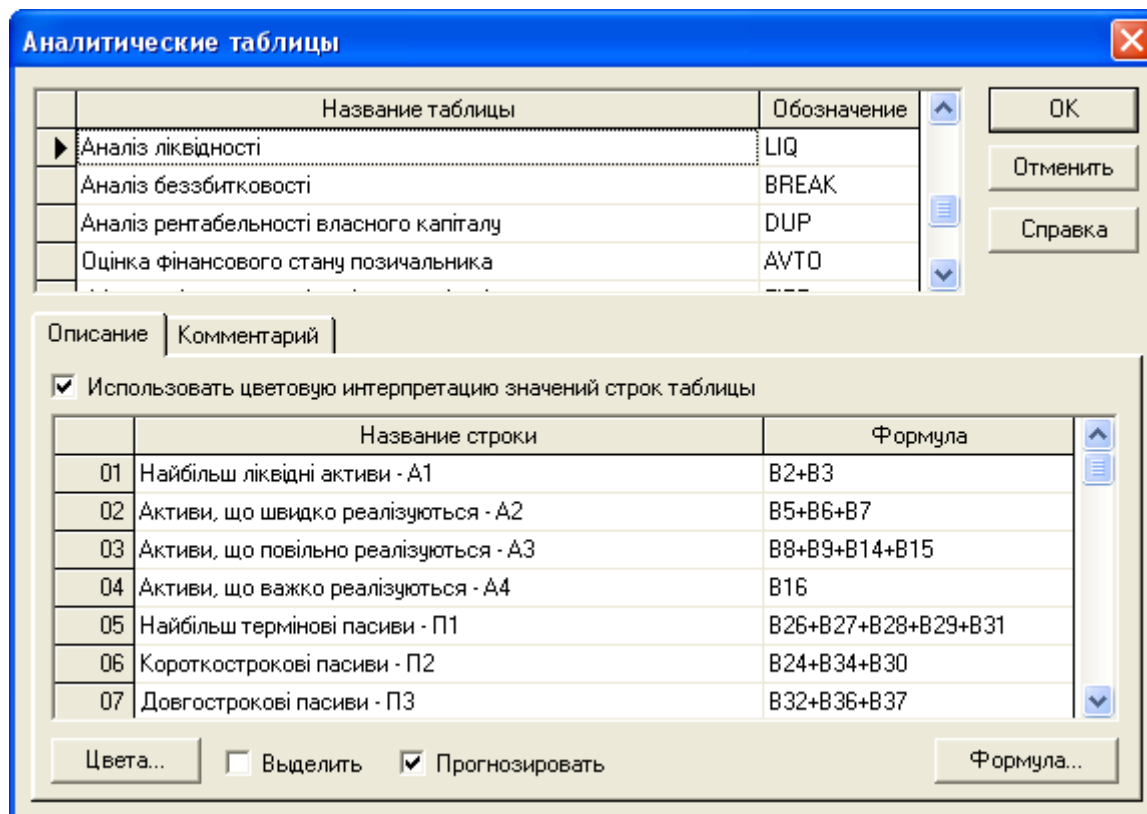 Аналитические таблицы
Название таблицы Обозначение
Аналіз ліквідності LIQ
Аналіз беззбитковості BREAK
Аналіз рентабельності власного капіталу DUP
Оцінка фінансового стану позичальника AVTO
OK
Отменить
Справка
Описание Комментарий
Использовать цветовую интерпретацию значений строк таблицы
Название строки Формула
01 Найбільш ліквідні активи - А1 B2+B3
02 Активи, що швидко реалізуються - А2 B5+B6+B7
03 Активи, що повільно реалізуються - А3 B8+B9+B14+B15
04 Активи, що важко реалізуються - А4 B16
05 Найбільш термінові пасиви - П1 B26+B27+B28+B29+B31
06 Короткострокові пасиви - П2 B24+B34+B30
07 Довгострокові пасиви - П3 B32+B36+B37
Цвета... Выделить Прогнозировать Формула...